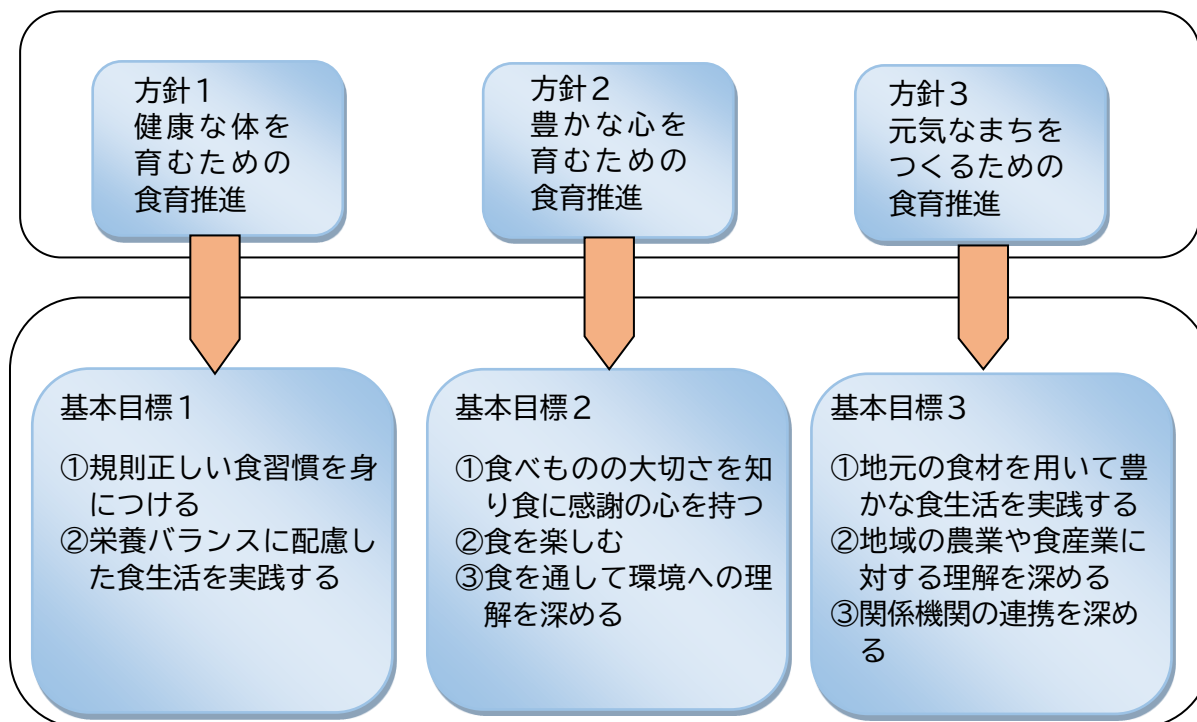 方針１
健康な体を
育むための
食育推進
方針２
豊かな心を
育むための
食育推進
方針３
元気なまちを
つくるための
食育推進
基本目標１
①規則正しい食習慣を身
につける
②栄養バランスに配慮し
た食生活を実践する
基本目標２
①食べものの大切さを知
り食に感謝の心を持つ
②食を楽しむ
③食を通して環境への理
解を深める
基本目標３
①地元の食材を用いて豊
かな食生活を実践する
②地域の農業や食産業に
対する理解を深める
③関係機関の連携を深め
る